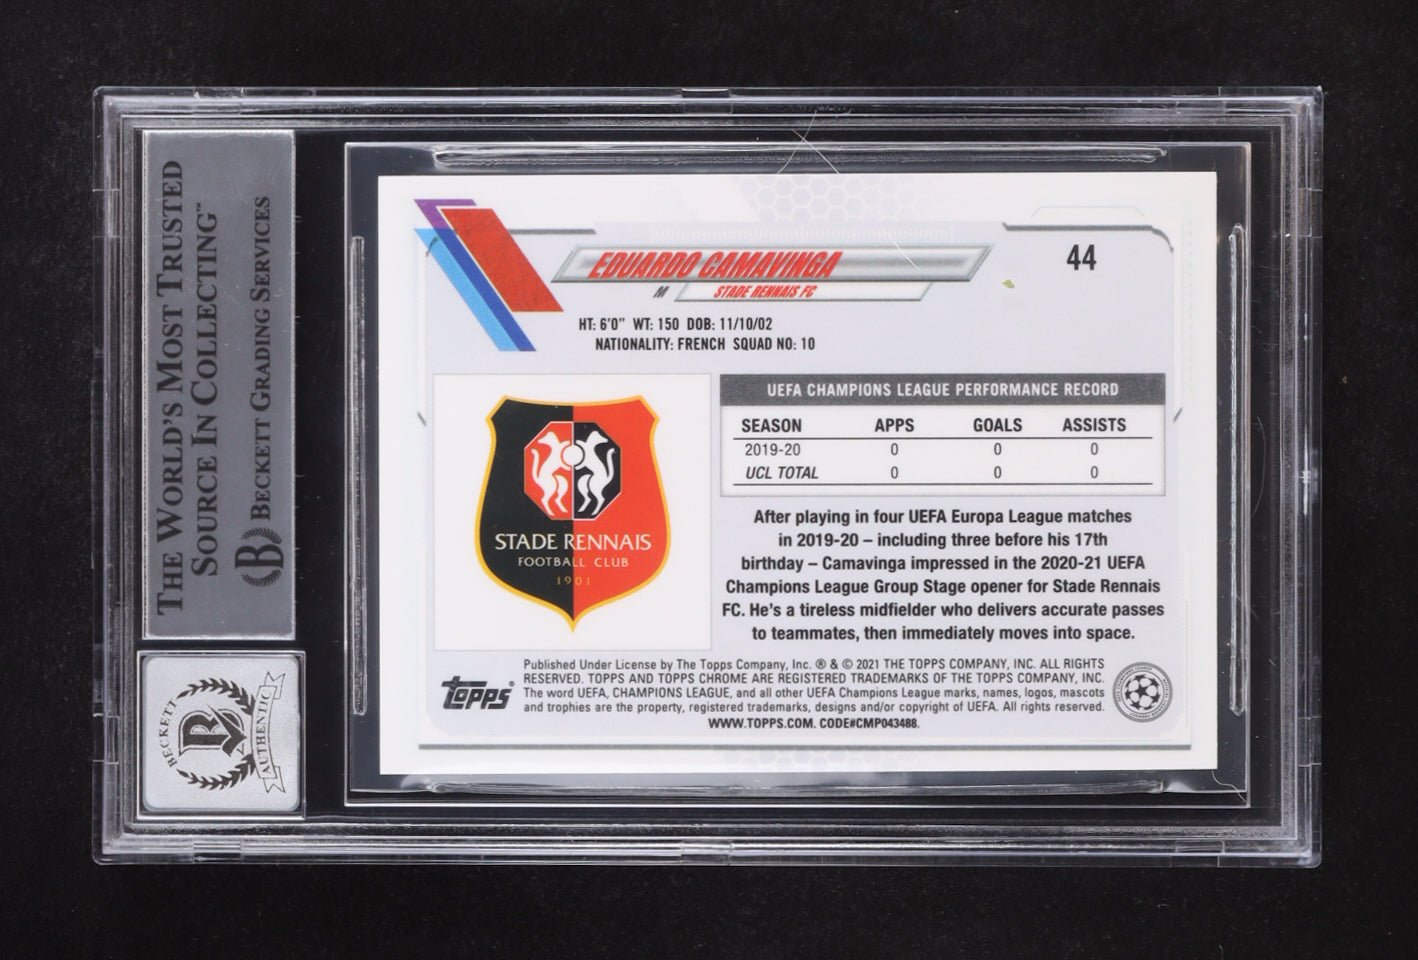 THE WORLD'S MOST TRUSTED
SOURCE IN COLLECTING™
BECKETT GRADING SERVICES
B
BECKETT
B
AUTHENTIC
EDUARDO CAMAVINGA
M STADE RENNAIS FC
44
HT: 6'0" WT: 150 DOB: 11/10/02
NATIONALITY: FRENCH SQUAD NO: 10
STADE RENNAIS
FOOTBALL CLUB
1901
UEFA CHAMPIONS LEAGUE PERFORMANCE RECORD
SEASON APPS GOALS ASSISTS
2019-20 0 0 0
UCL TOTAL 0 0 0
After playing in four UEFA Europa League matches
in 2019-20 – including three before his 17th
birthday – Camavinga impressed in the 2020-21 UEFA
Champions League Group Stage opener for Stade Rennais
FC. He's a tireless midfielder who delivers accurate passes
to teammates, then immediately moves into space.
topps®
Published Under License by The Topps Company, Inc. ® & © 2021 THE TOPPS COMPANY, INC. ALL RIGHTS
RESERVED. TOPPS AND TOPPS CHROME ARE REGISTERED TRADEMARKS OF THE TOPPS COMPANY, INC.
The word UEFA, CHAMPIONS LEAGUE, and all other UEFA Champions League marks, names, logos, mascots
and trophies are the property, registered trademarks, designs and/or copyright of UEFA. All rights reserved.
WWW.TOPPS.COM. CODE#CMP043488.